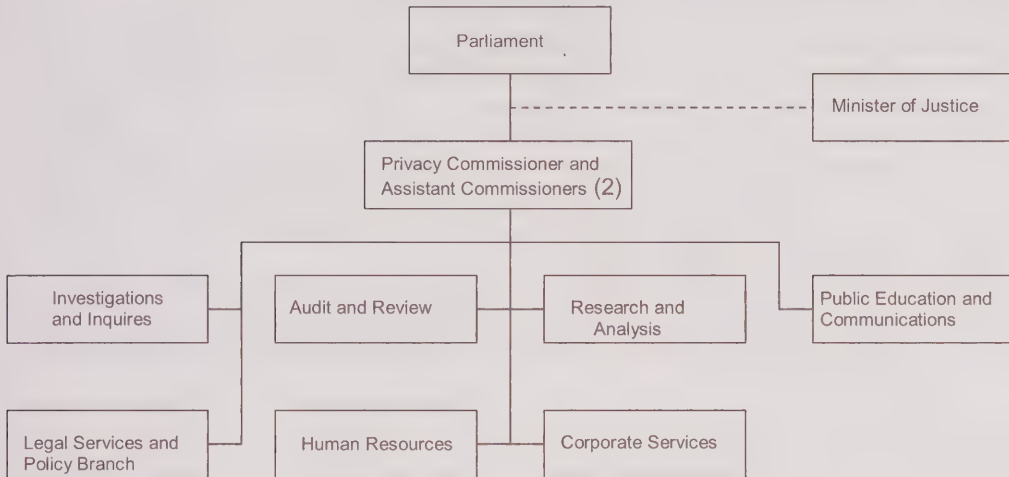 Parliament
Minister of Justice
Privacy Commissioner and
Assistant Commissioners (2)
Investigations
and Inquires
Audit and Review
Research and
Analysis
Public Education and
Communications
Legal Services and
Policy Branch
Human Resources
Corporate Services